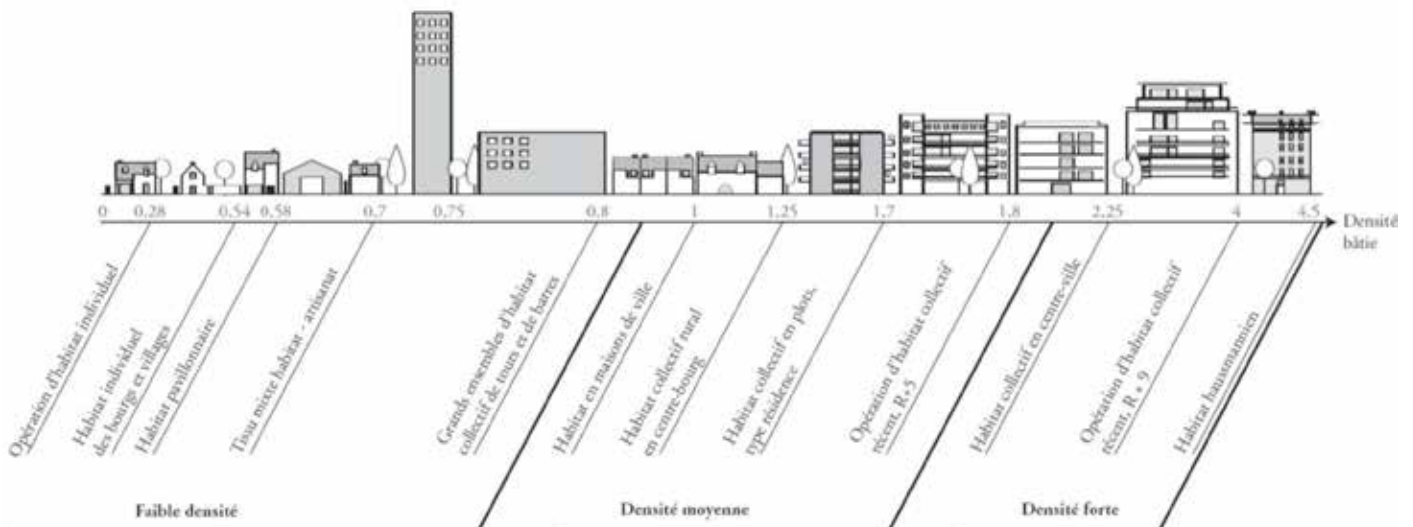 0 0.28 0.54 0.58 0.7 0.75 0.8 1 1.25 1.7 1.8 2.25 4 4.5
Densité
bâtie
Opération d'habitat individuel
Habitat individuel
des bourgs et villages
Habitat pavillonnaire
Tissu mixte habitat - artisanat
Grands ensembles d'habitat
collectif de tours et de barres
Habitat en maisons de ville
Habitat collectif rural
en centre-bourg
Habitat collectif en plots,
type résidence
Opération d'habitat collectif
récent, R+5
Habitat collectif en centre-ville
Opération d'habitat collectif
récent, R + 9
Habitat haussmannien
Faible densité
Densité moyenne
Densité forte